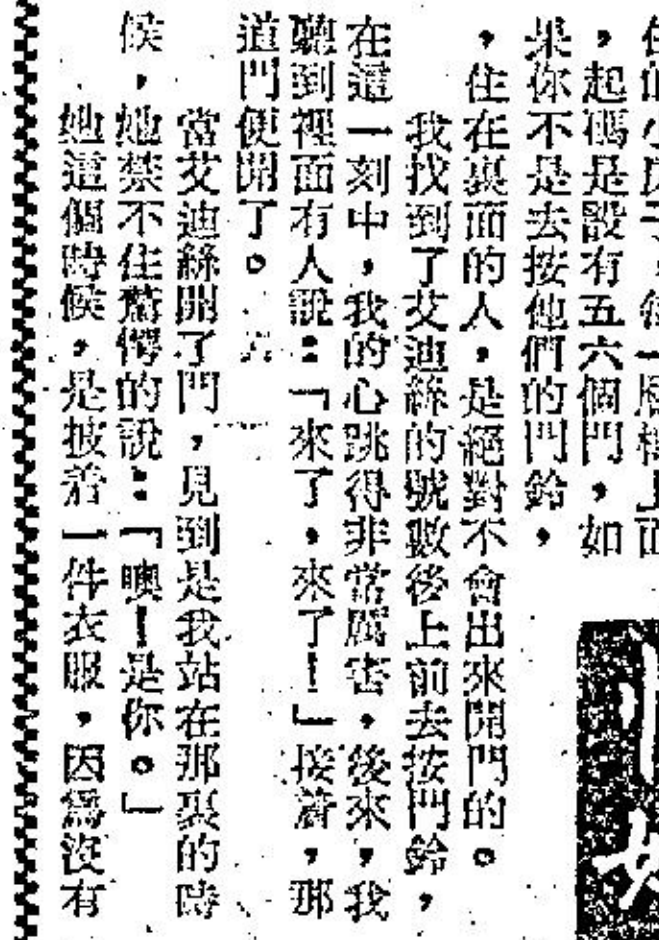 的小房子，每一層樓上面
，起碼是設有五六個門，如
果你不是去按他們的門鈴，
，住在裏面的人，是絕對不會出來開門的。
我找到了艾迪絲的號數後上前去按門鈴，
在這一刻中，我的心跳得非常厲害，後來，我
聽到裡面有人說：「來了，來了！」接着，那
道門便開了。
當艾迪絲開了門，見到是我站在那裏的時
候，她禁不住驚愕的說：「噢！是你。」
她這個時候，是披着一件衣服，因爲沒有